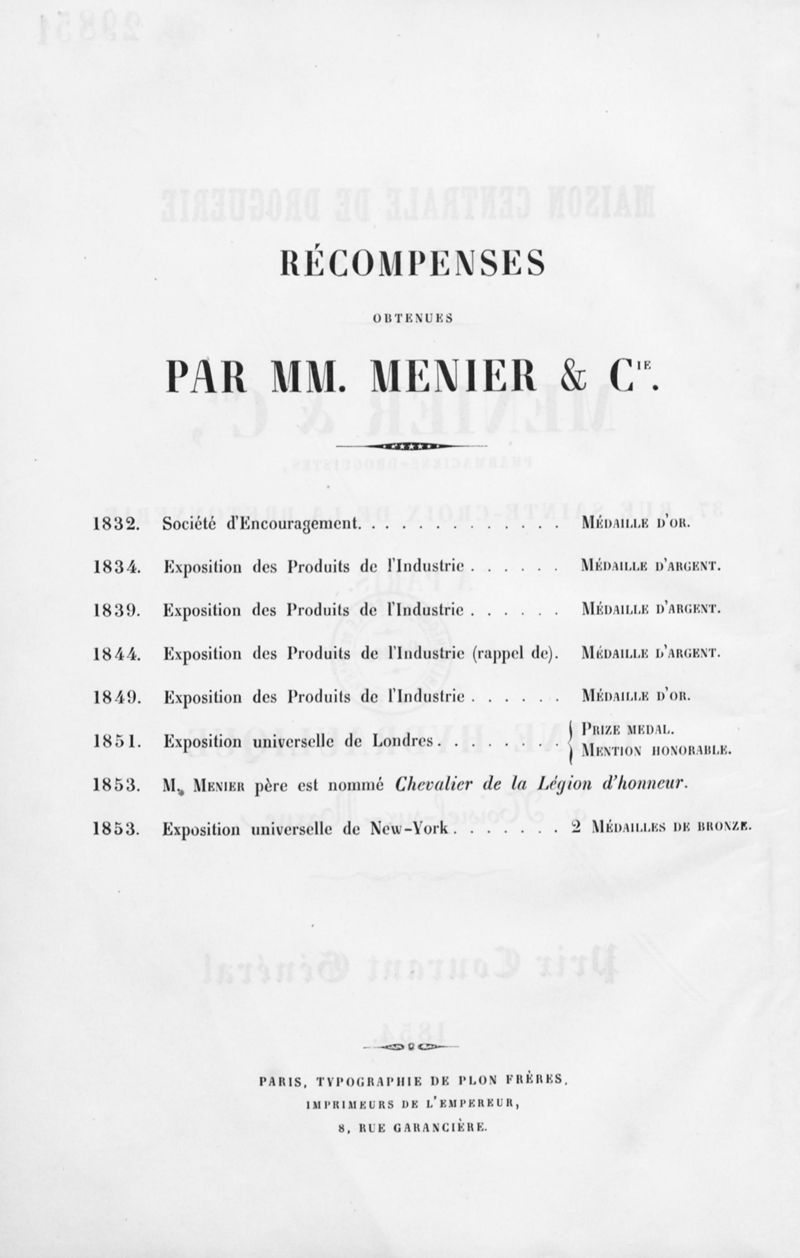 RÉCOMPENSES
OBTENUES
PAR MM. MENIER & CIE.
1832. Société d'Encouragement. . . . . . . . . . . . . MÉDAILLE D'OR.
1834. Exposition des Produits de l'Industrie . . . . . . MÉDAILLE D'ARGENT.
1839. Exposition des Produits de l'Industrie . . . . . . MÉDAILLE D'ARGENT.
1844. Exposition des Produits de l'Industrie (rappel de). MÉDAILLE D'ARGENT.
1849. Exposition des Produits de l'Industrie . . . . . . MÉDAILLE D'OR.
1851. Exposition universelle de Londres. . . . . . . . . { PRIZE MEDAL.
MENTION HONORABLE.
1853. M. MENIER père est nommé Chevalier de la Légion d'honneur.
1853. Exposition universelle de New-York . . . . . . . 2 MÉDAILLES DE BRONZE.
PARIS, TYPOGRAPHIE DE PLON FRÈRES,
IMPRIMEURS DE L'EMPEREUR,
8, RUE GARANCIÈRE.